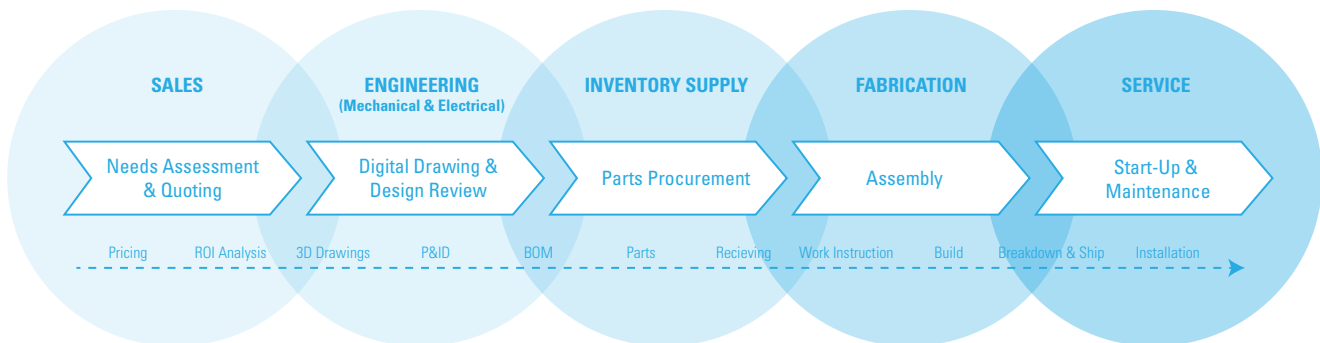 SALES
Needs Assessment
& Quoting
ENGINEERING
(Mechanical & Electrical)
Digital Drawing &
Design Review
INVENTORY SUPPLY
Parts Procurement
FABRICATION
Assembly
SERVICE
Start-Up &
Maintenance
Pricing ROI Analysis 3D Drawings P&ID BOM Parts Recieving Work Instruction Build Breakdown & Ship Installation